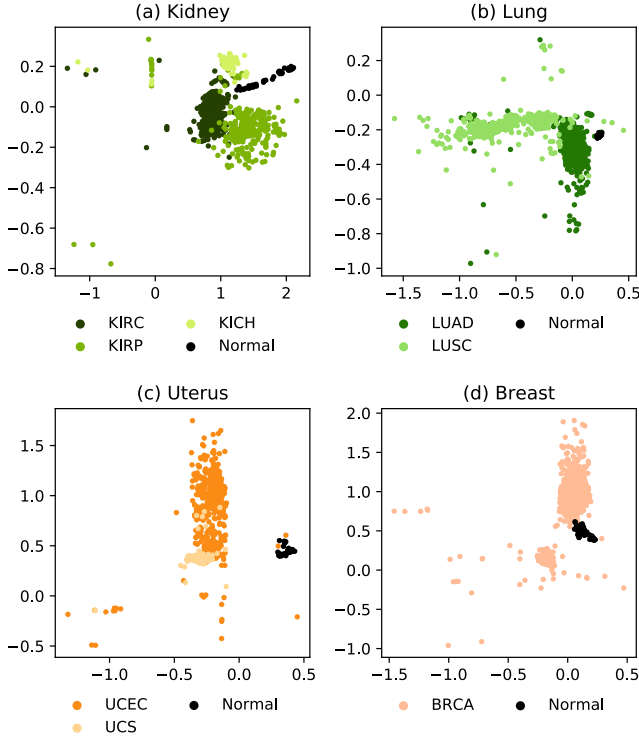 (a) Kidney
0.2
0.0
−0.2
−0.4
−0.6
−0.8
−1 0 1 2
KIRC KICH
KIRP Normal
(b) Lung
0.2
0.0
−0.2
−0.4
−0.6
−0.8
−1.0
−1.5 −1.0 −0.5 0.0 0.5
LUAD Normal
LUSC
(c) Uterus
1.5
1.0
0.5
0.0
−0.5
−1.0 −0.5 0.0 0.5
UCEC Normal
UCS
(d) Breast
2.0
1.5
1.0
0.5
0.0
−0.5
−1.0
−1.5 −1.0 −0.5 0.0 0.5
BRCA Normal